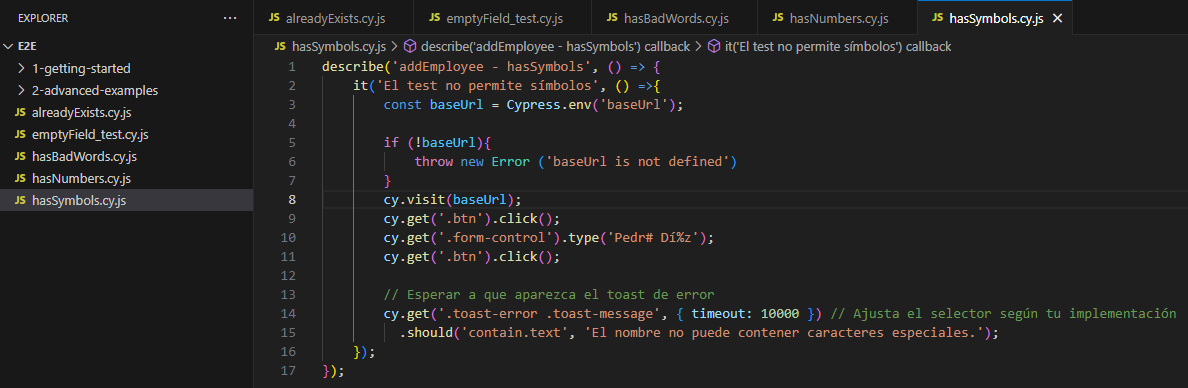 EXPLORER
E2E
1-getting-started
2-advanced-examples
JS alreadyExists.cy.js
JS emptyField_test.cy.js
JS hasBadWords.cy.js
JS hasNumbers.cy.js
JS hasSymbols.cy.js
JS alreadyExists.cy.js JS emptyField_test.cy.js JS hasBadWords.cy.js JS hasNumbers.cy.js JS hasSymbols.cy.js
JS hasSymbols.cy.js > describe('addEmployee - hasSymbols') callback > it('El test no permite símbolos') callback
1 describe('addEmployee - hasSymbols', () => {
2 it('El test no permite símbolos', () =>{
3 const baseUrl = Cypress.env('baseUrl');
4
5 if (!baseUrl){
6 throw new Error ('baseUrl is not defined')
7 }
8 cy.visit(baseUrl);
9 cy.get('.btn').click();
10 cy.get('.form-control').type('Pedr# Dí%z');
11 cy.get('.btn').click();
12
13 // Esperar a que aparezca el toast de error
14 cy.get('.toast-error .toast-message', { timeout: 10000 }) // Ajusta el selector según tu implementación
15 .should('contain.text', 'El nombre no puede contener caracteres especiales.');
16 });
17 });